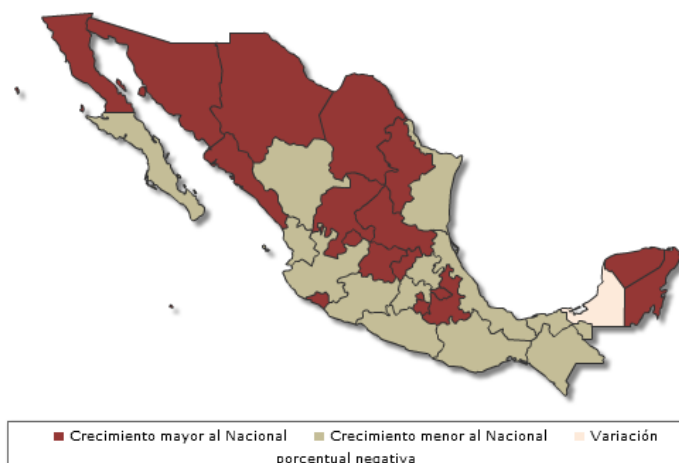 Crecimiento mayor al Nacional Crecimiento menor al Nacional Variación
porcentual negativa